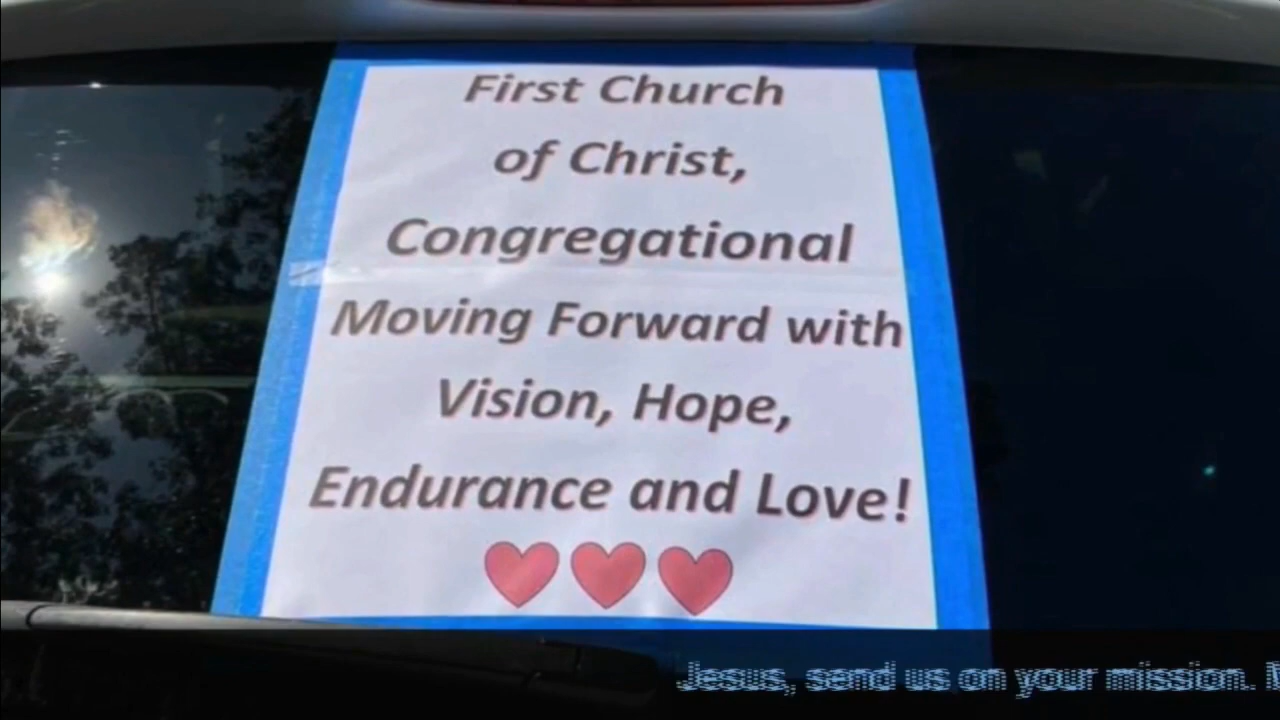 First Church
of Christ,
Congregational
Moving Forward with
Vision, Hope,
Endurance and Love!
Jesus, send us on your mission.